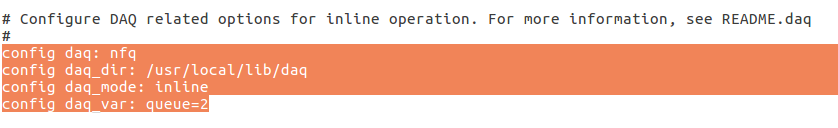 # Configure DAQ related options for inline operation. For more information, see README.daq
#
config daq: nfq
config daq_dir: /usr/local/lib/daq
config daq_mode: inline
config daq_var: queue=2